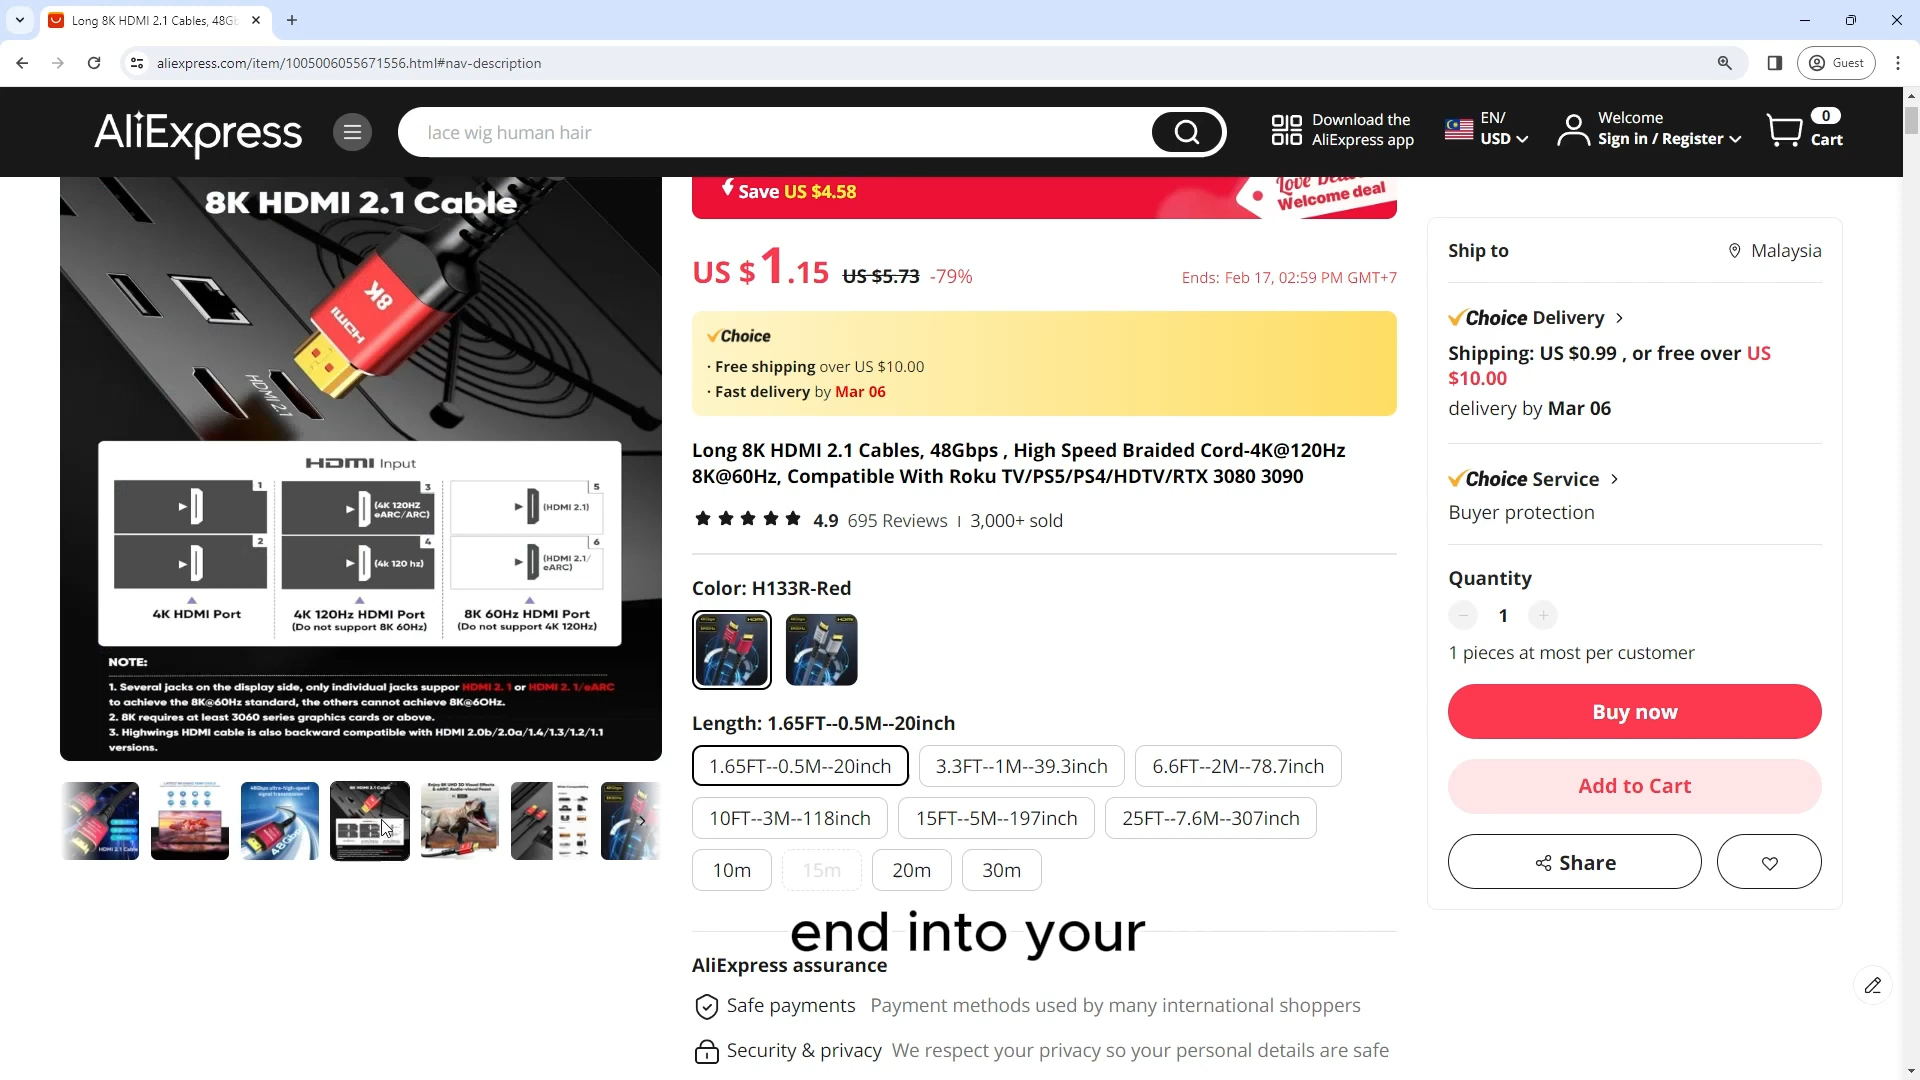 Long 8K HDMI 2.1 Cables, 48Gb
aliexpress.com/item/1005006055671556.html#nav-description
Guest
AliExpress
lace wig human hair
Download the
AliExpress app
EN/
USD
Welcome
Sign in / Register
0
Cart
8K HDMI 2.1 Cable
8K
HDMI
HDMI 2.1
HDMI Input
1
2
3
(4K 120HZ
eARC/ARC)
4
(4k 120 hz)
5
(HDMI 2.1)
6
(HDMI 2.1/
eARC)
4K HDMI Port
4K 120Hz HDMI Port
(Do not support 8K 60Hz)
8K 60Hz HDMI Port
(Do not support 4K 120Hz)
NOTE:
1. Several jacks on the display side, only individual jacks suppor HDMI 2. 1 or HDMI 2. 1/eARC
to achieve the 8K@60Hz standard, the others cannot achieve 8K@60Hz.
2. 8K requires at least 3060 series graphics cards or above.
3. Highwings HDMI cable is also backward compatible with HDMI 2.0b/2.0a/1.4/1.3/1.2/1.1
versions.
Save US $4.58
Welcome deal
US $1.15 US $5.73 -79%
Ends: Feb 17, 02:59 PM GMT+7
Choice
· Free shipping over US $10.00
· Fast delivery by Mar 06
Long 8K HDMI 2.1 Cables, 48Gbps , High Speed Braided Cord-4K@120Hz
8K@60Hz, Compatible With Roku TV/PS5/PS4/HDTV/RTX 3080 3090
4.9 695 Reviews 3,000+ sold
Color: H133R-Red
Length: 1.65FT--0.5M--20inch
1.65FT--0.5M--20inch
3.3FT--1M--39.3inch
6.6FT--2M--78.7inch
10FT--3M--118inch
15FT--5M--197inch
25FT--7.6M--307inch
10m
15m
20m
30m
end into your
AliExpress assurance
Safe payments Payment methods used by many international shoppers
Security & privacy We respect your privacy so your personal details are safe
Ship to
Malaysia
Choice Delivery
Shipping: US $0.99 , or free over US
$10.00
delivery by Mar 06
Choice Service
Buyer protection
Quantity
1
1 pieces at most per customer
Buy now
Add to Cart
Share